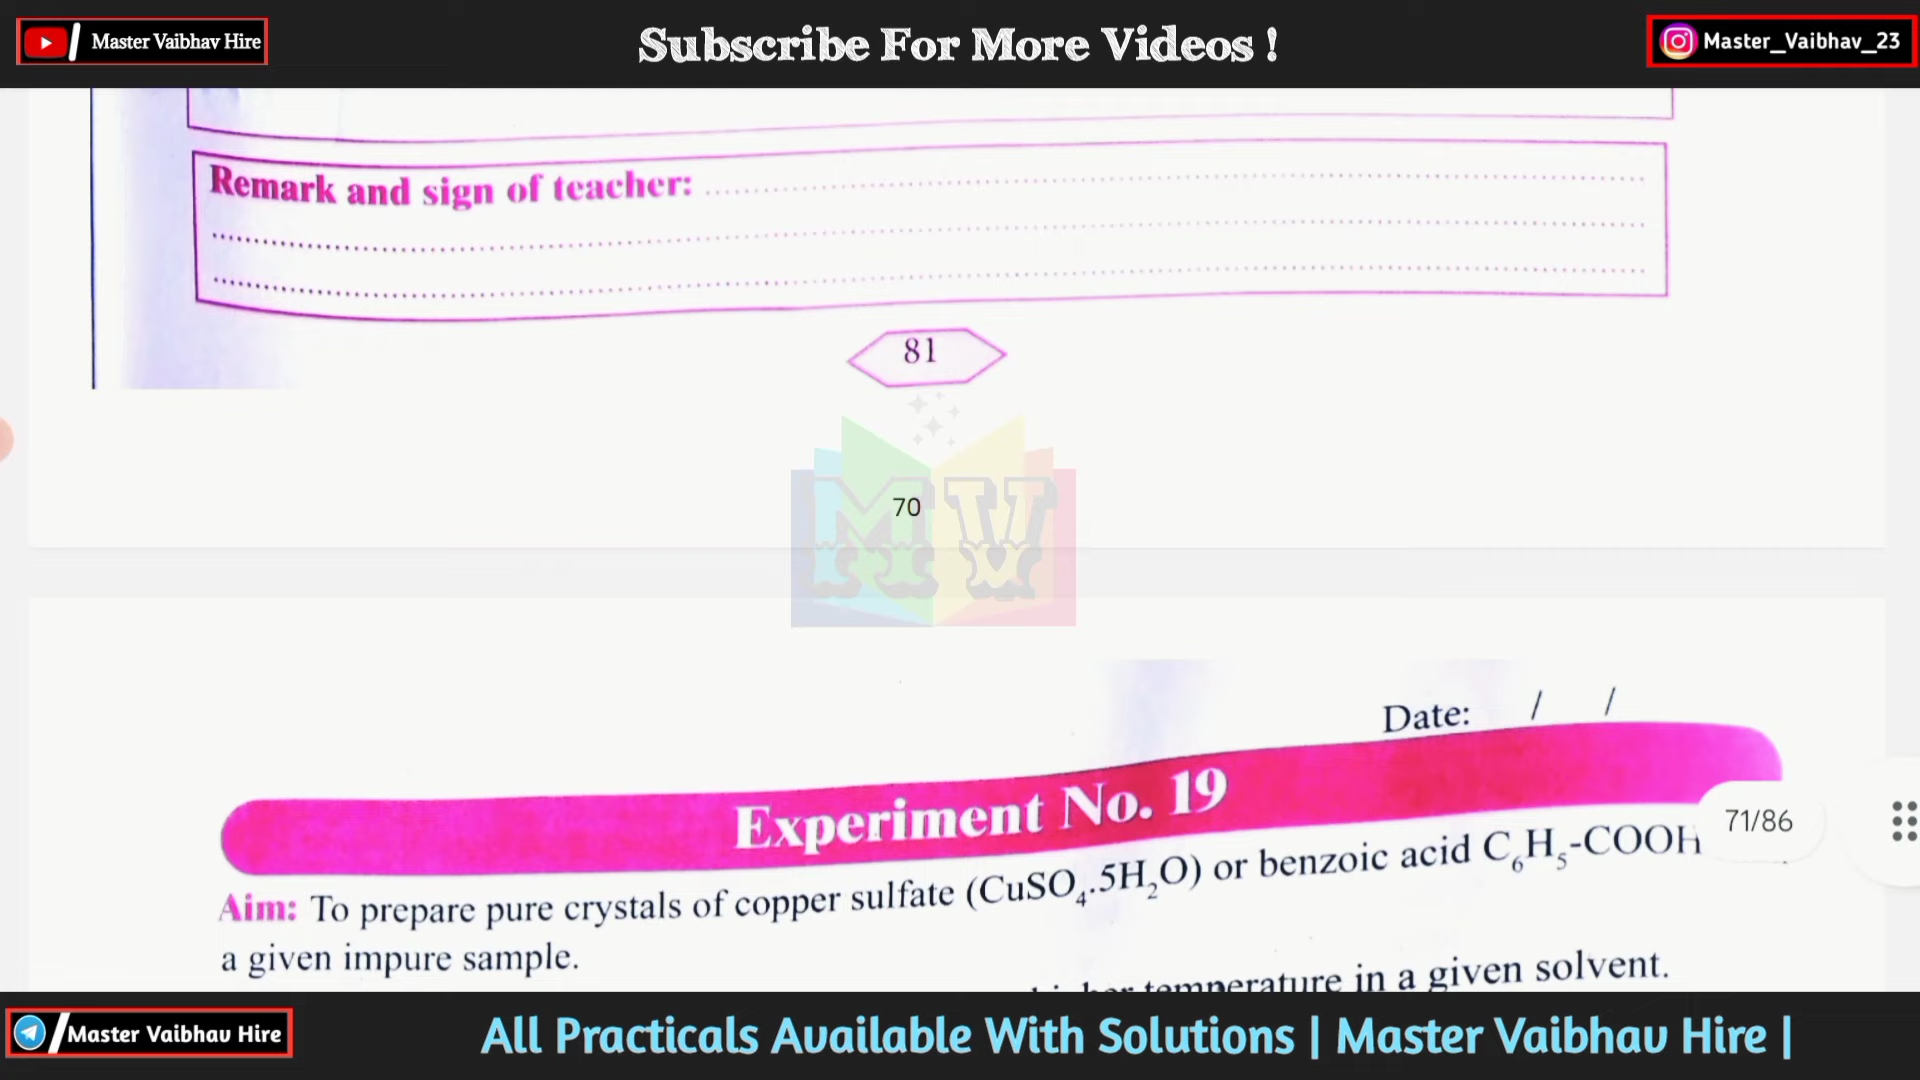 Master Vaibhav Hire
Subscribe For More Videos !
Master_Vaibhav_23
Remark and sign of teacher:
81
MV
70
Date: / /
Experiment No. 19
71/86
Aim: To prepare pure crystals of copper sulfate (CuSO₄.5H₂O) or benzoic acid C₆H₅-COOH
a given impure sample.
temperature in a given solvent.
Master Vaibhav Hire
All Practicals Available With Solutions | Master Vaibhav Hire |